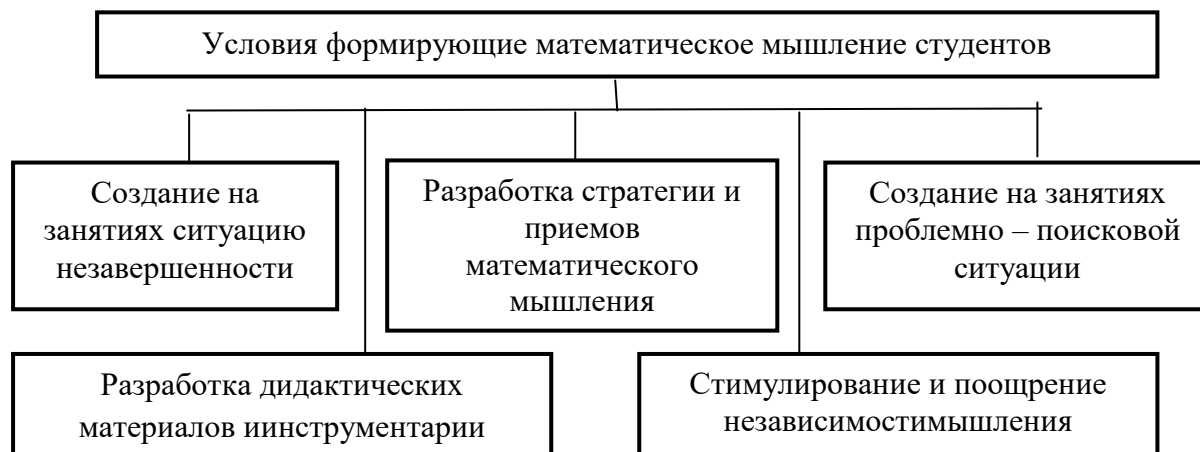 Условия формирующие математическое мышление студентов
Создание на
занятиях ситуацию
незавершенности
Разработка стратегии и
приемов
математического
мышления
Создание на занятиях
проблемно – поисковой
ситуации
Разработка дидактических
материалов иинструментарии
Стимулирование и поощрение
независимостимышления